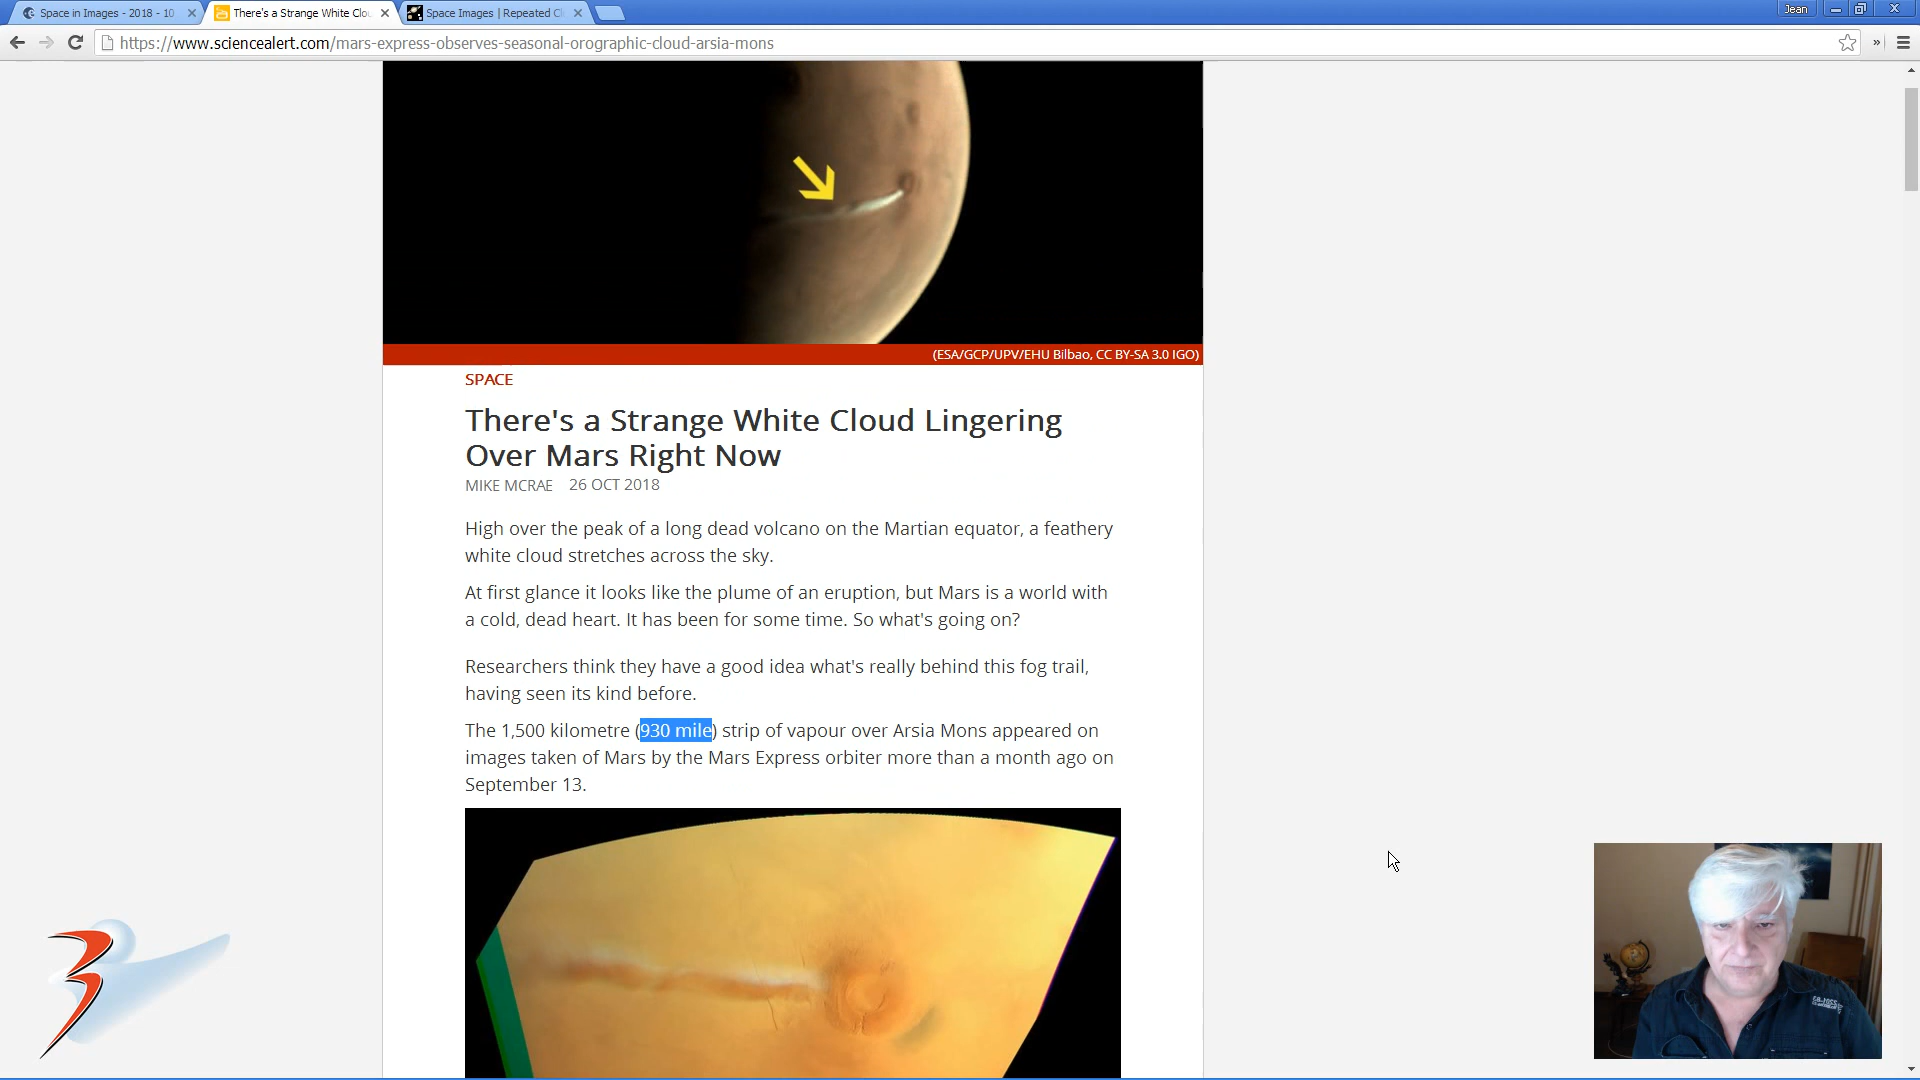 Space in Images - 2018 - 10
There's a Strange White Clou
Space Images | Repeated Cl
Jean
https://www.sciencealert.com/mars-express-observes-seasonal-orographic-cloud-arsia-mons
(ESA/GCP/UPV/EHU Bilbao, CC BY-SA 3.0 IGO)
SPACE
There's a Strange White Cloud Lingering
Over Mars Right Now
MIKE MCRAE 26 OCT 2018
High over the peak of a long dead volcano on the Martian equator, a feathery
white cloud stretches across the sky.
At first glance it looks like the plume of an eruption, but Mars is a world with
a cold, dead heart. It has been for some time. So what's going on?
Researchers think they have a good idea what's really behind this fog trail,
having seen its kind before.
The 1,500 kilometre (930 mile) strip of vapour over Arsia Mons appeared on
images taken of Mars by the Mars Express orbiter more than a month ago on
September 13.